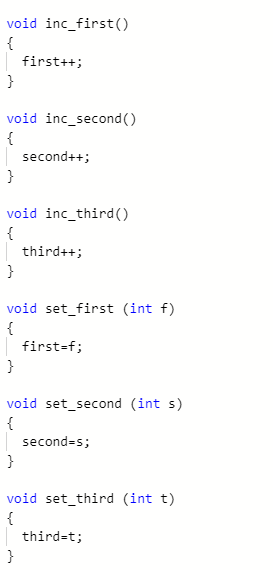 void inc_first()
{
first++;
}
void inc_second()
{
second++;
}
void inc_third()
{
third++;
}
void set_first (int f)
{
first=f;
}
void set_second (int s)
{
second=s;
}
void set_third (int t)
{
third=t;
}